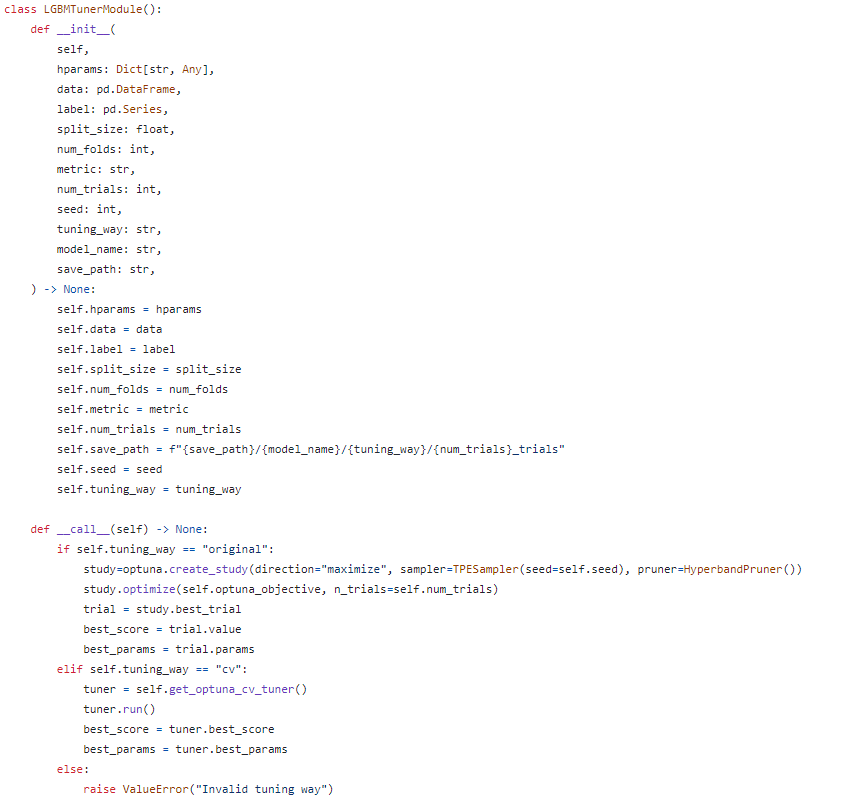 class LGBMTunerModule():
    def __init__(
        self,
        hparams: Dict[str, Any],
        data: pd.DataFrame,
        label: pd.Series,
        split_size: float,
        num_folds: int,
        metric: str,
        num_trials: int,
        seed: int,
        tuning_way: str,
        model_name: str,
        save_path: str,
    ) -> None:
        self.hparams = hparams
        self.data = data
        self.label = label
        self.split_size = split_size
        self.num_folds = num_folds
        self.metric = metric
        self.num_trials = num_trials
        self.save_path = f"{save_path}/{model_name}/{tuning_way}/{num_trials}_trials"
        self.seed = seed
        self.tuning_way = tuning_way

    def __call__(self) -> None:
        if self.tuning_way == "original":
            study=optuna.create_study(direction="maximize", sampler=TPESampler(seed=self.seed), pruner=HyperbandPruner())
            study.optimize(self.optuna_objective, n_trials=self.num_trials)
            trial = study.best_trial
            best_score = trial.value
            best_params = trial.params
        elif self.tuning_way == "cv":
            tuner = self.get_optuna_cv_tuner()
            tuner.run()
            best_score = tuner.best_score
            best_params = tuner.best_params
        else:
            raise ValueError("Invalid tuning way")